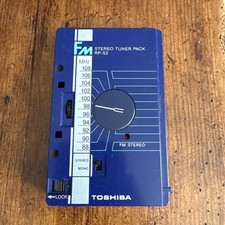 FM STEREO TUNER PACK
RP-S2
MHz
108
106
104
102
100
98
96
94
92
90
88
FM STEREO
STEREO
MONO
←LOCK
TOSHIBA